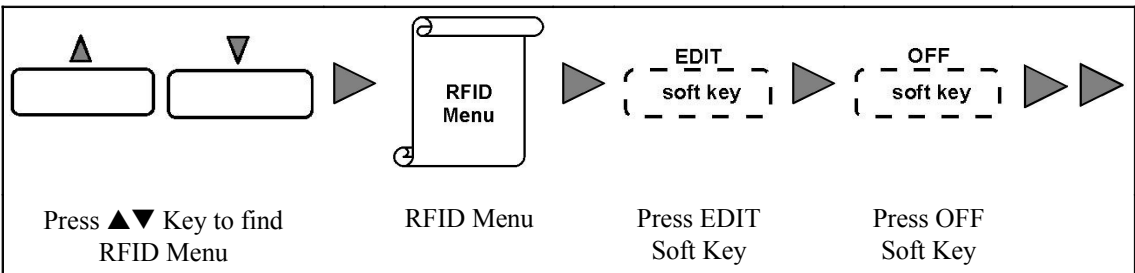 RFID
Menu
EDIT
soft key
OFF
soft key
Press ▲▼ Key to find
RFID Menu
RFID Menu
Press EDIT
Soft Key
Press OFF
Soft Key